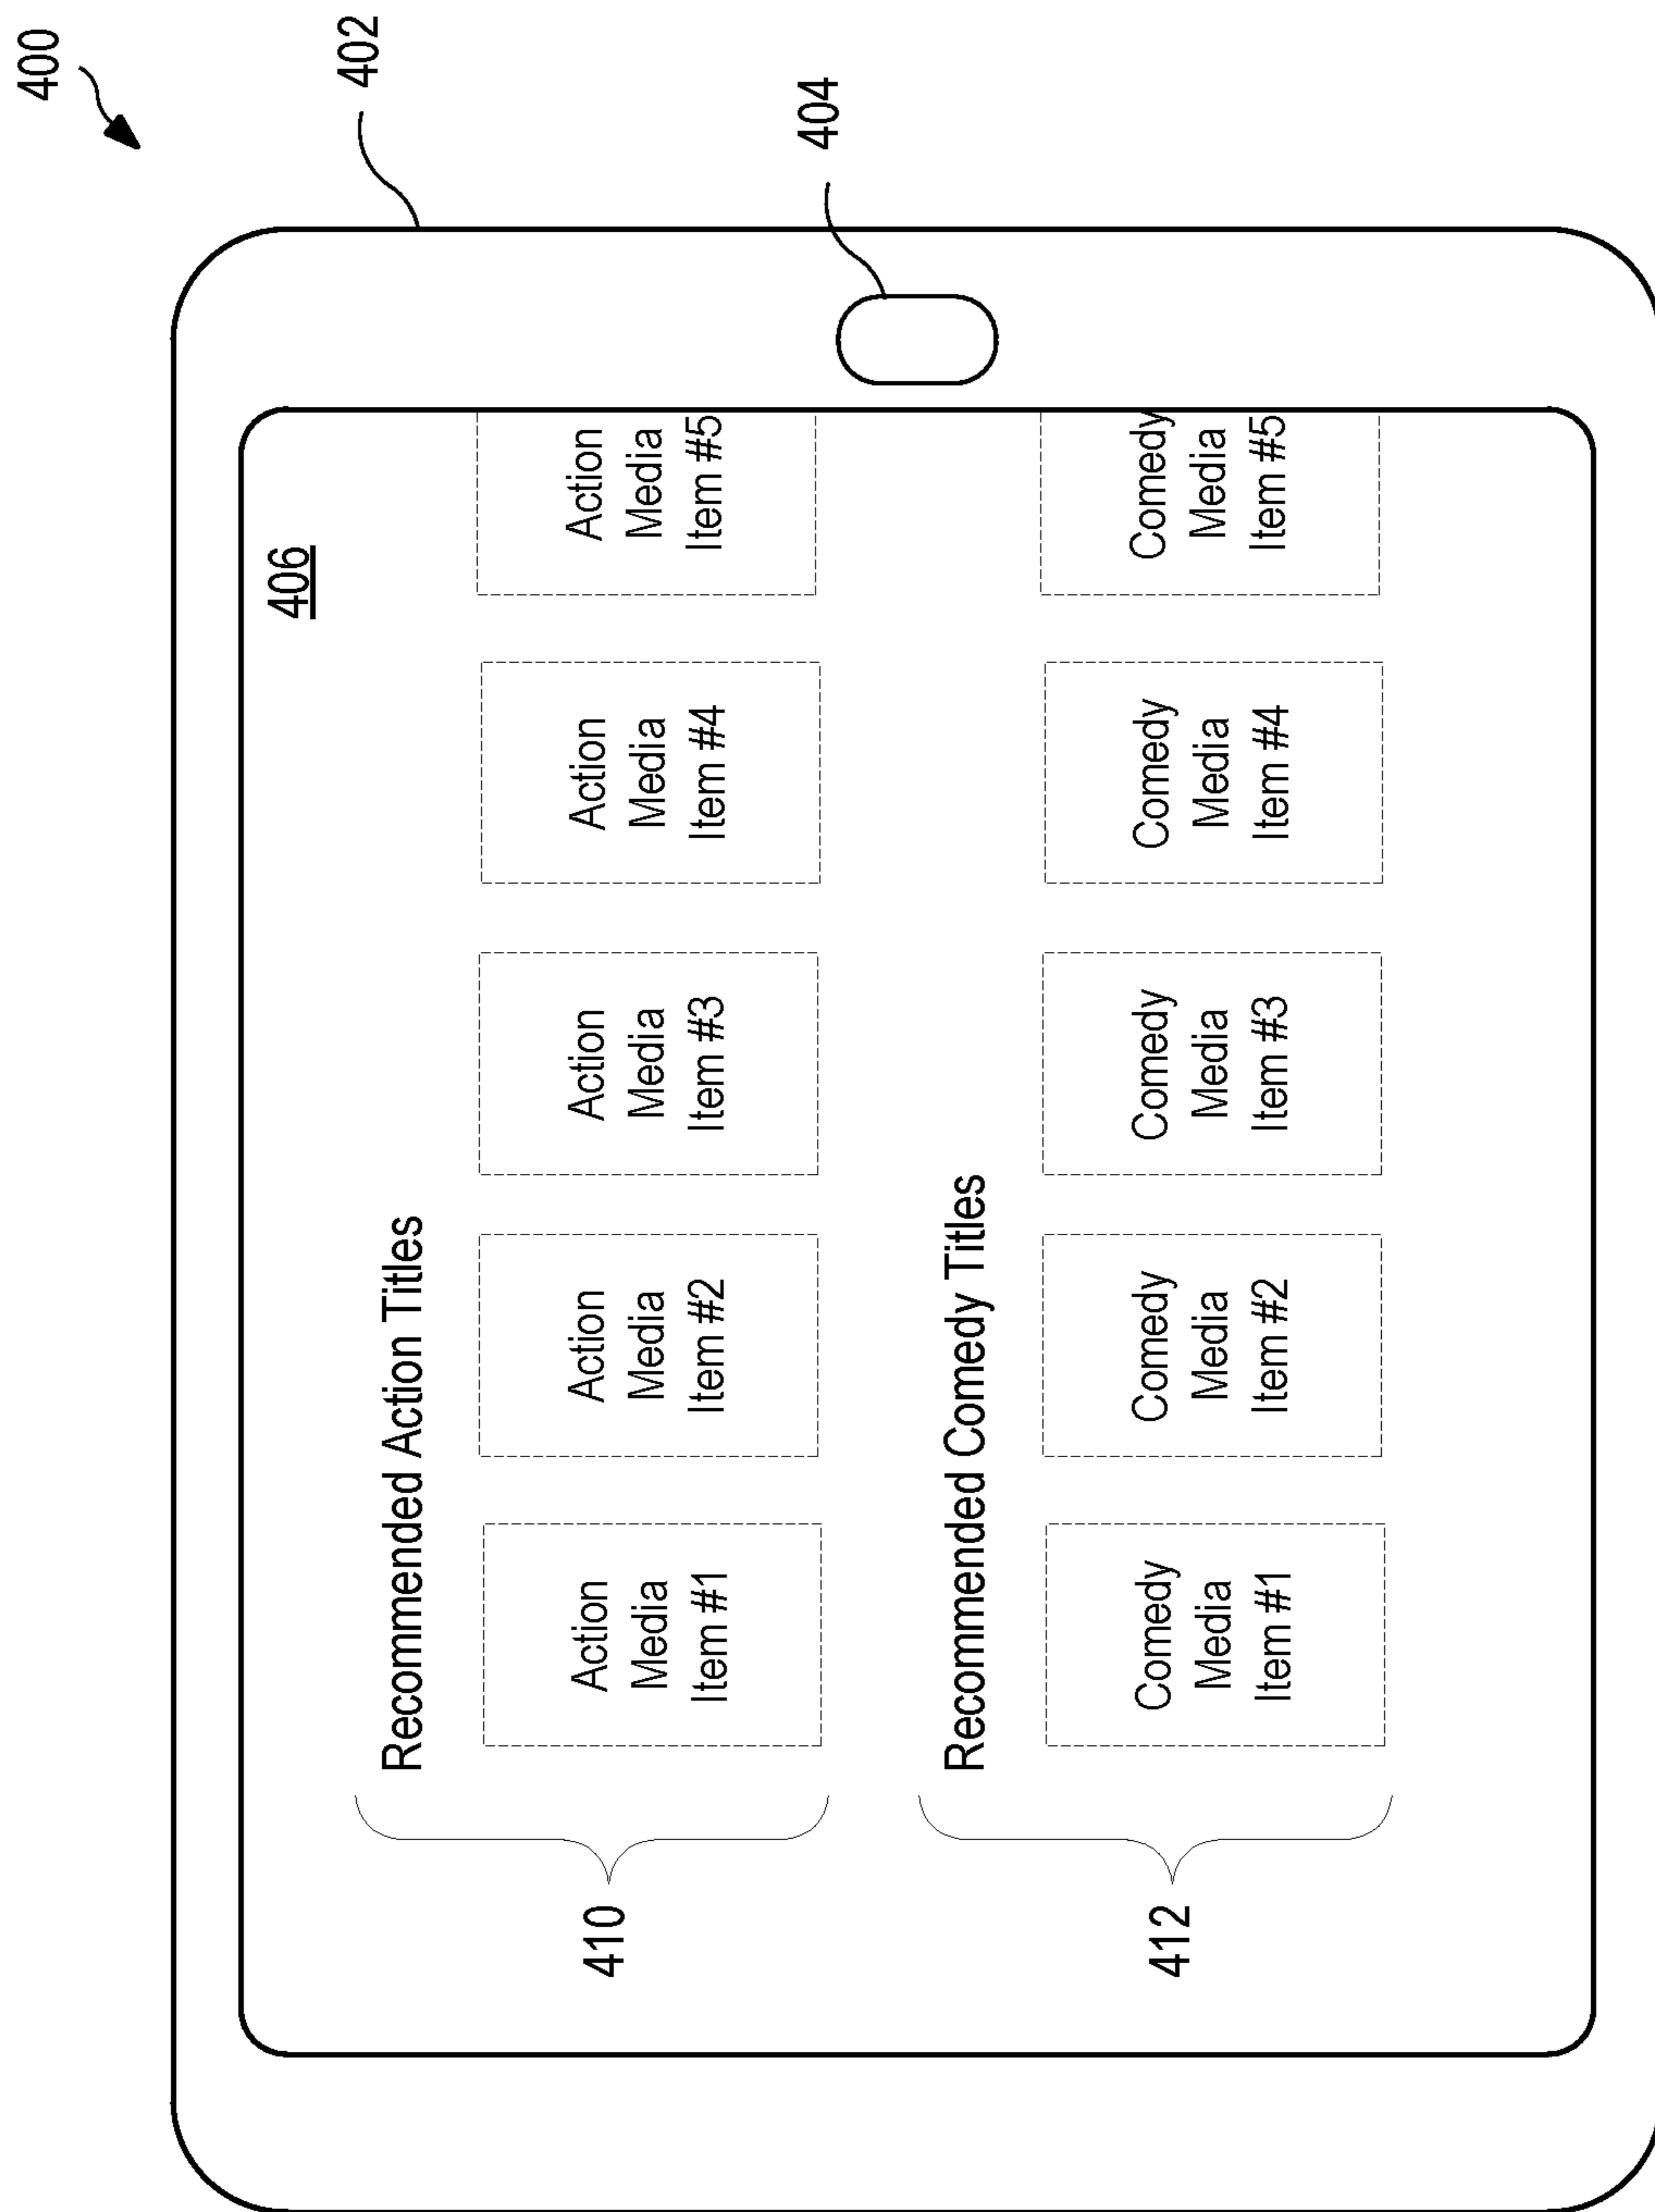 400
402
404
406
Recommended Action Titles
410
Action
Media
Item #1
Action
Media
Item #2
Action
Media
Item #3
Action
Media
Item #4
Action
Media
Item #5
Recommended Comedy Titles
412
Comedy
Media
Item #1
Comedy
Media
Item #2
Comedy
Media
Item #3
Comedy
Media
Item #4
Comedy
Media
Item #5